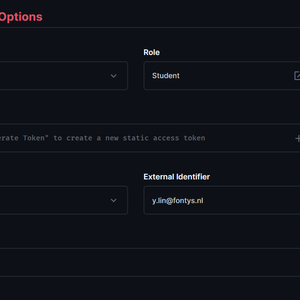 Options
Role
Student
erate Token" to create a new static access token
External Identifier
y.lin@fontys.nl